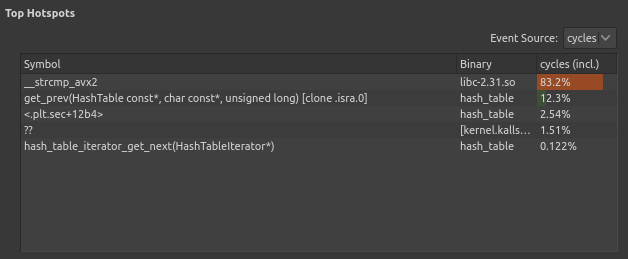 Top Hotspots
Event Source: cycles
Symbol Binary cycles (incl.)
__strcmp_avx2 libc-2.31.so 83.2%
get_prev(HashTable const*, char const*, unsigned long) [clone .isra.0] hash_table 12.3%
<.plt.sec+12b4> hash_table 2.54%
?? [kernel.kalls... 1.51%
hash_table_iterator_get_next(HashTableIterator*) hash_table 0.122%